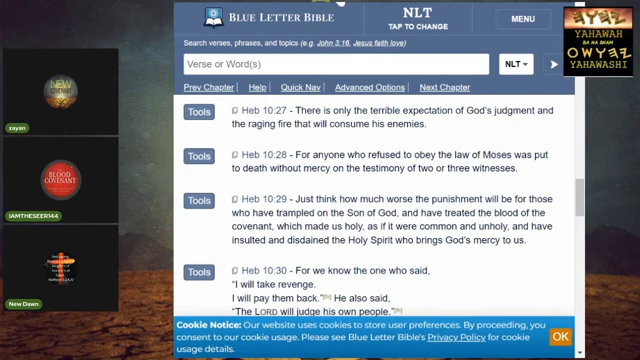 BLUE LETTER BIBLE
NLT
TAP TO CHANGE
MENU
Search verses, phrases, and topics (e.g. John 3:16, Jesus faith love)
Verse or Word(s)
NLT
Prev Chapter
Help
Quick Nav
Advanced Options
Next Chapter
Tools
Heb 10:27 - There is only the terrible expectation of God's judgment and
the raging fire that will consume his enemies.
Tools
Heb 10:28 - For anyone who refused to obey the law of Moses was put
to death without mercy on the testimony of two or three witnesses.
Tools
Heb 10:29 - Just think how much worse the punishment will be for those
who have trampled on the Son of God, and have treated the blood of the
covenant, which made us holy, as if it were common and unholy, and have
insulted and disdained the Holy Spirit who brings God's mercy to us.
Tools
Heb 10:30 - For we know the one who said,
"I will take revenge.
I will pay them back." He also said,
"The LORD will judge his own people."
Cookie Notice: Our website uses cookies to store user preferences. By proceeding, you
consent to our cookie usage. Please see Blue Letter Bible's Privacy Policy for cookie
usage details.
OK
YAHAWAH
BA HA SHAM
YAHAWASHI
NEW
COVENANT
zayan
BLOOD
COVENANT
IAMTHESEER144
New Dawn